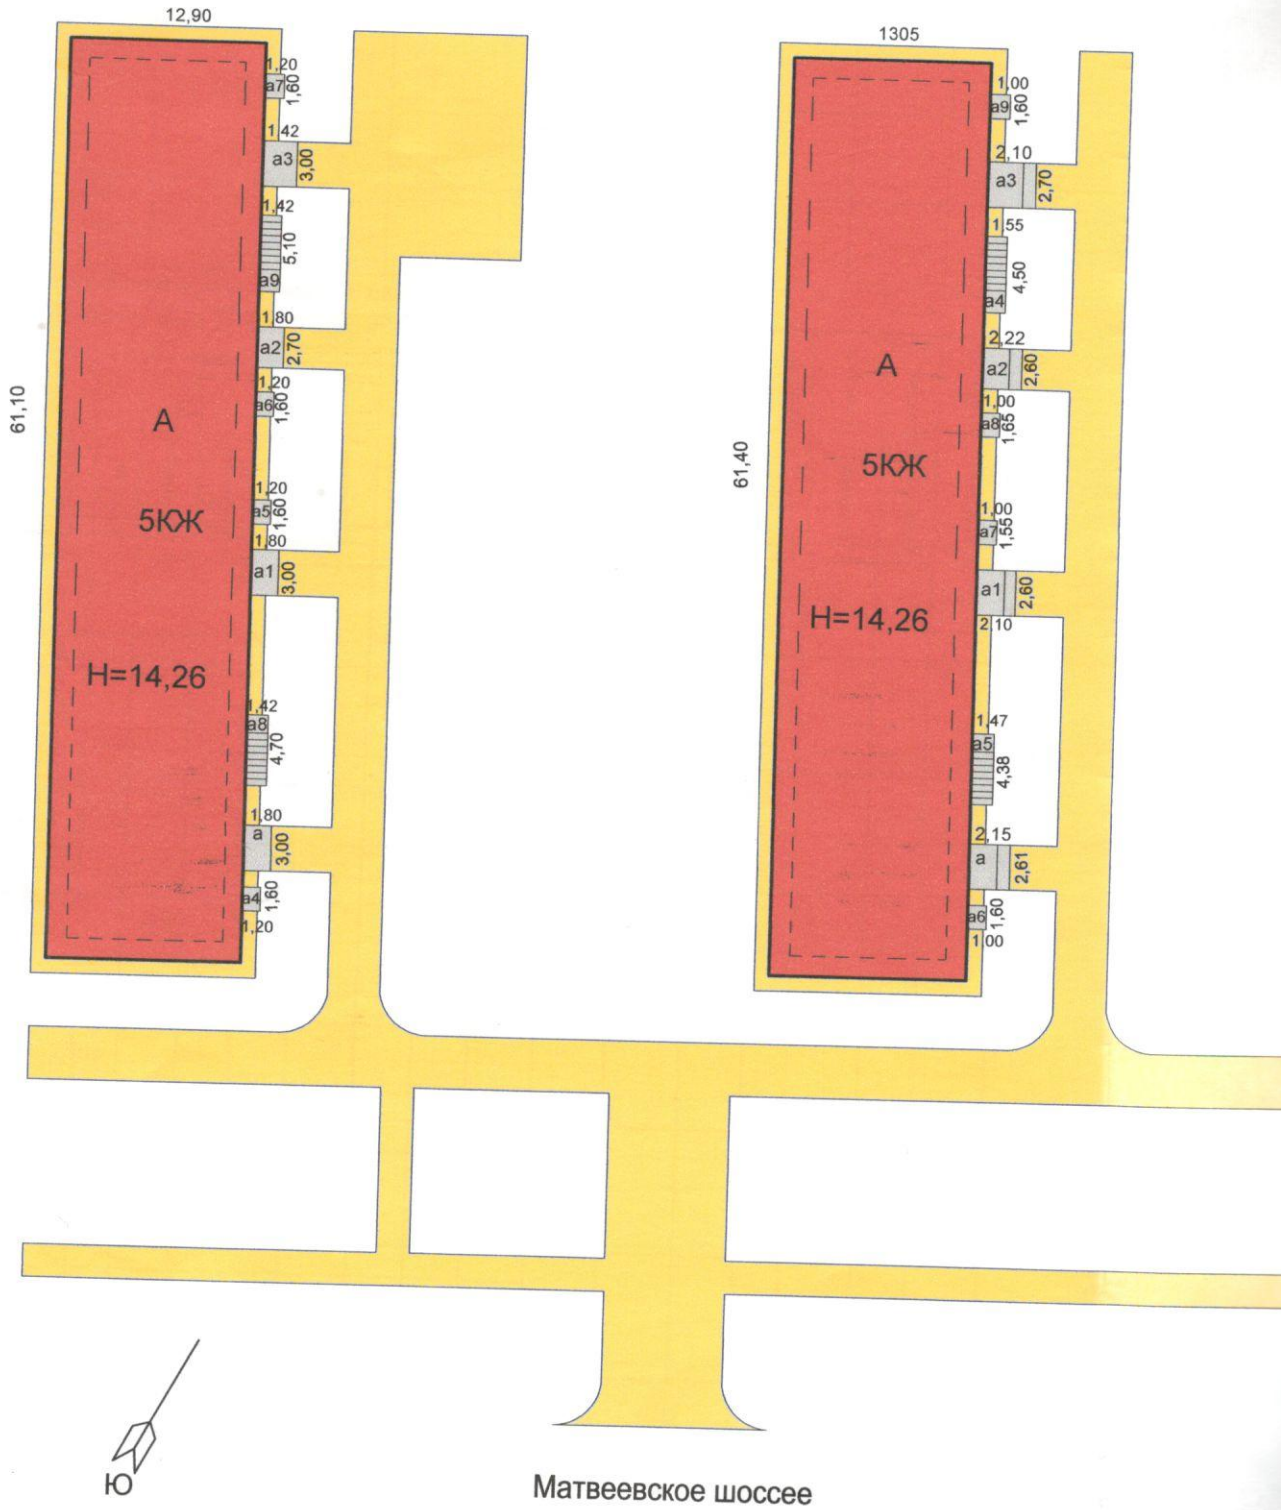 12,90
1,20
а7
1,60
1,42
а3
3,00
1,42
5,10
а9
1,80
а2
2,70
1,20
а6
1,60
61,10
А
1,20
а5
1,60
5КЖ
1,80
а1
3,00
Н=14,26
1,42
а8
4,70
1,80
а
3,00
а4
1,60
1,20
1305
1,00
а9
1,60
2,10
а3
2,70
1,55
4,50
а4
2,22
а2
2,60
А
1,00
а8
1,65
61,40
5КЖ
1,00
а7
1,55
а1
2,60
2,10
Н=14,26
1,47
а5
4,38
2,15
а
2,61
а6
1,60
1,00
Ю
Матвеевское шоссе